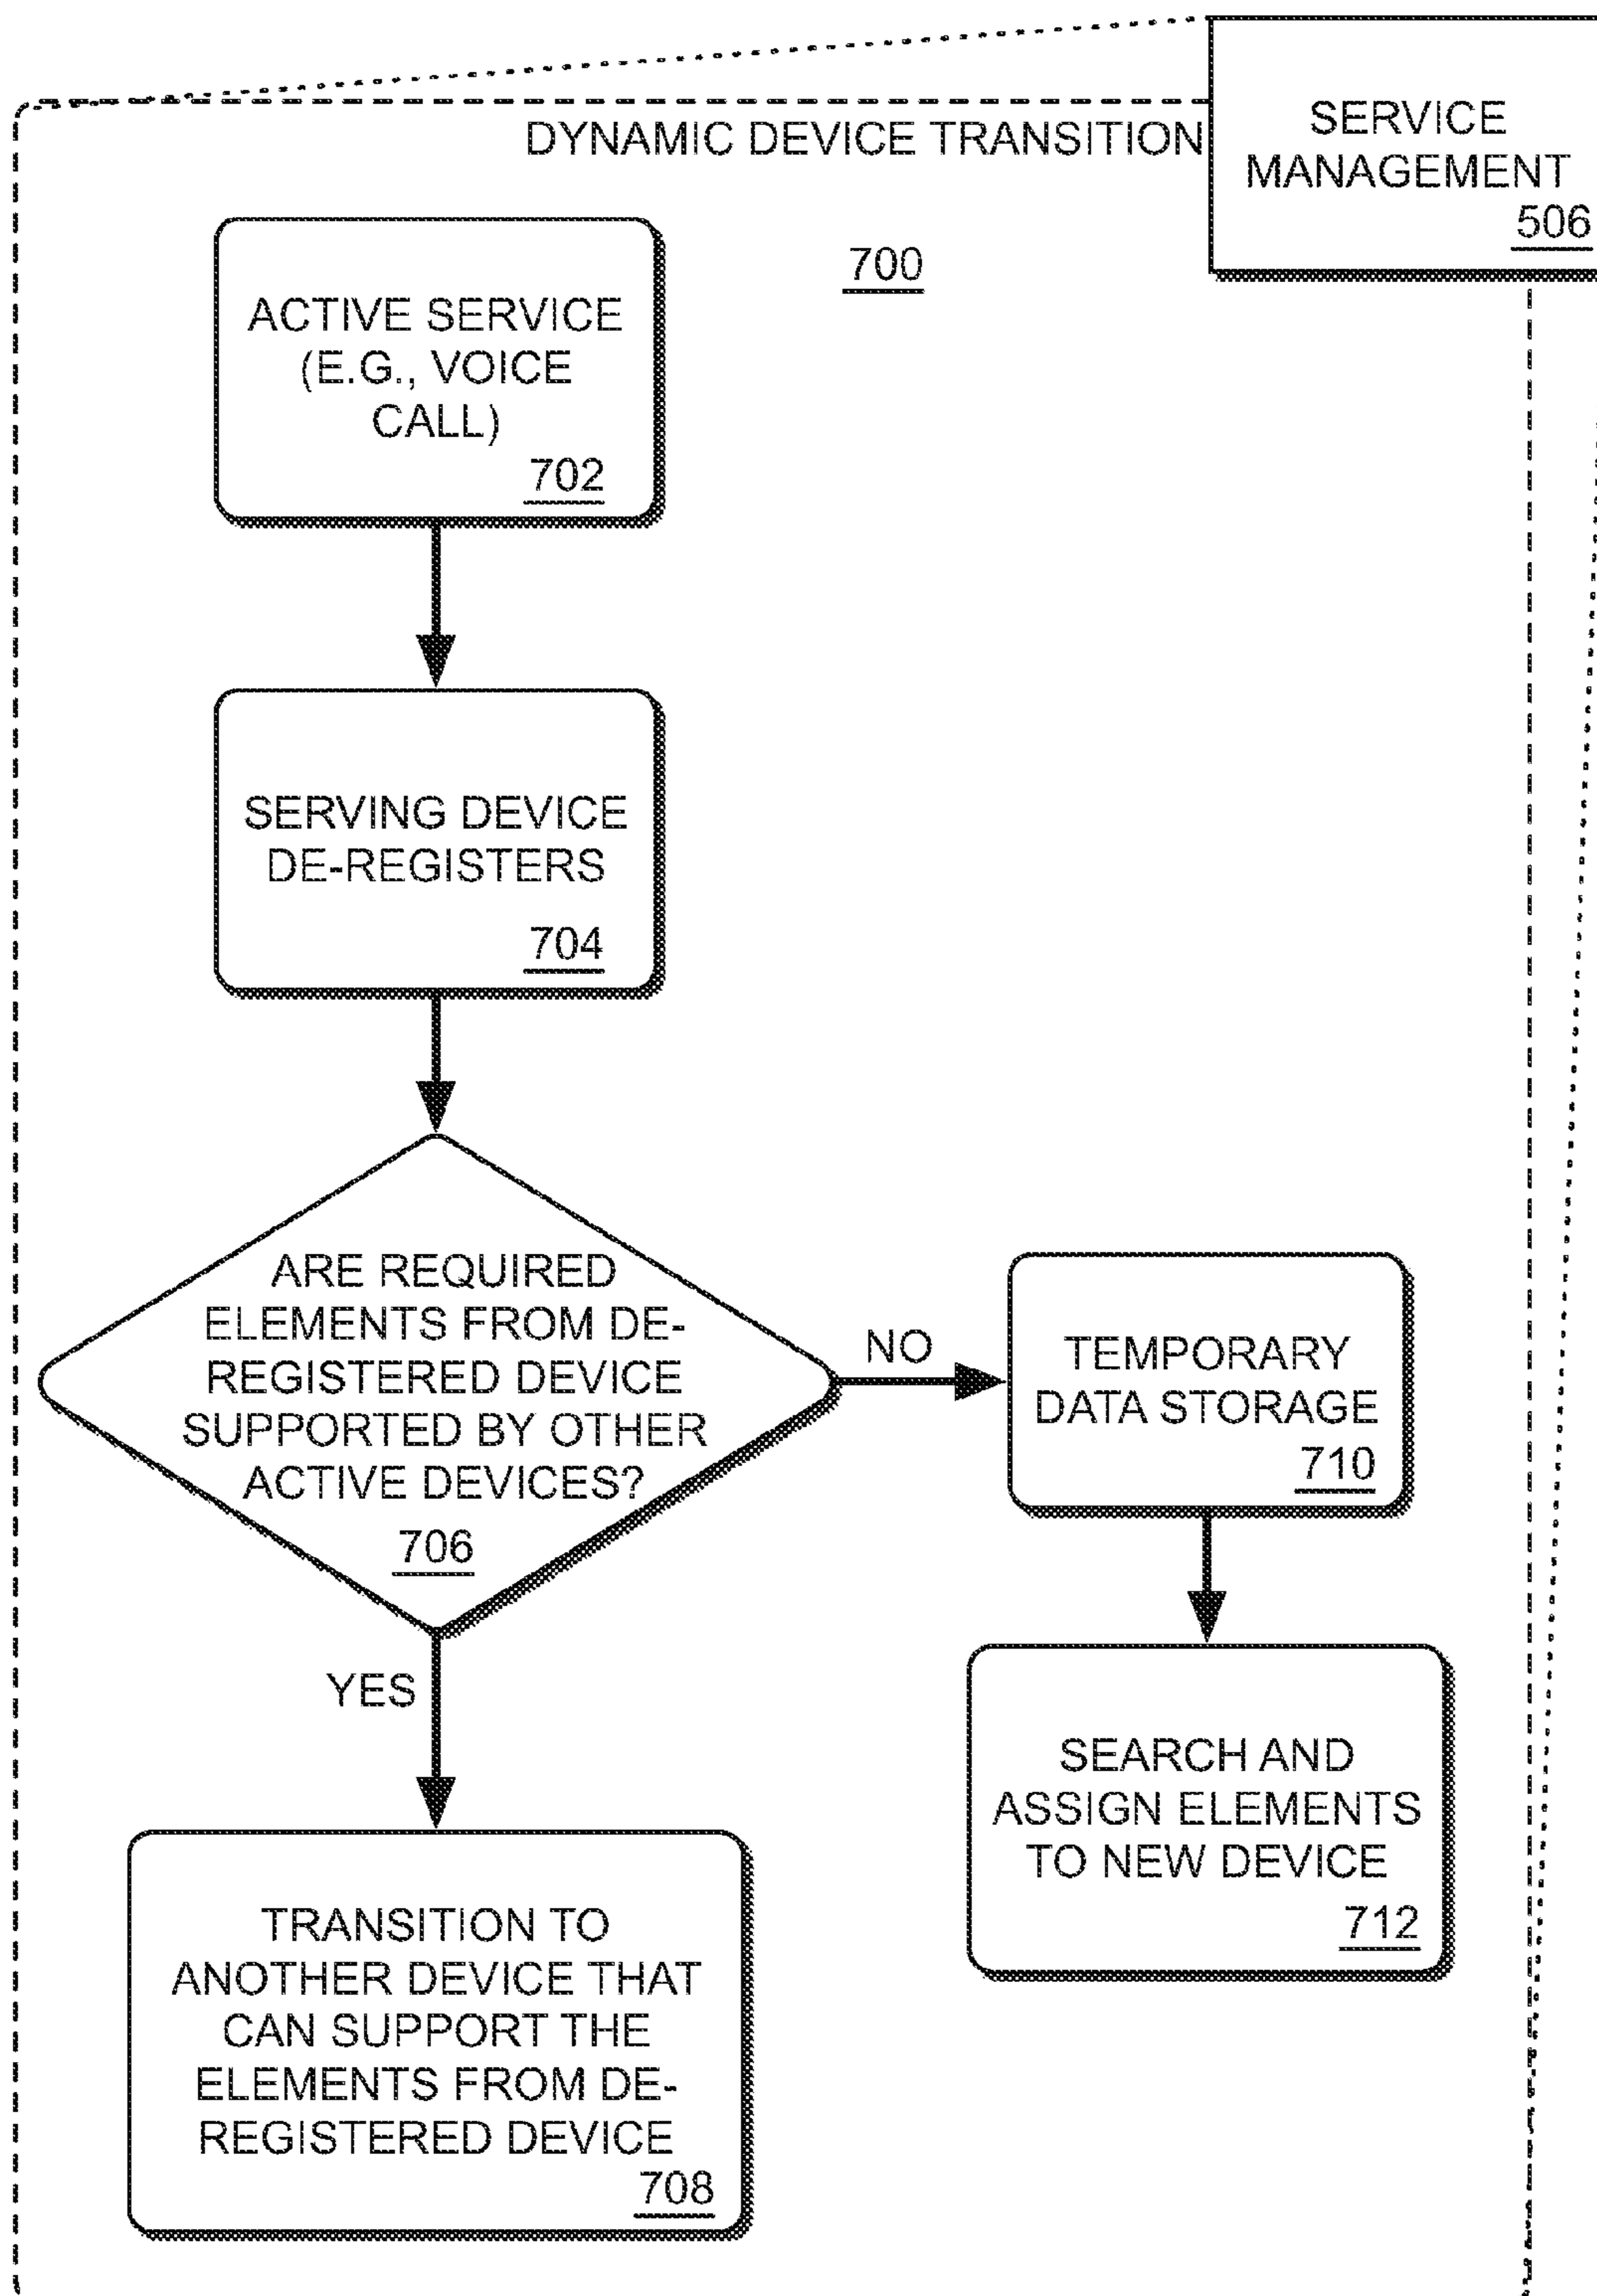 DYNAMIC DEVICE TRANSITION
SERVICE
MANAGEMENT
506
700
ACTIVE SERVICE
(E.G., VOICE
CALL)
702
SERVING DEVICE
DE-REGISTERS
704
ARE REQUIRED
ELEMENTS FROM DE-
REGISTERED DEVICE
SUPPORTED BY OTHER
ACTIVE DEVICES?
706
NO
TEMPORARY
DATA STORAGE
710
YES
SEARCH AND
ASSIGN ELEMENTS
TO NEW DEVICE
712
TRANSITION TO
ANOTHER DEVICE THAT
CAN SUPPORT THE
ELEMENTS FROM DE-
REGISTERED DEVICE
708